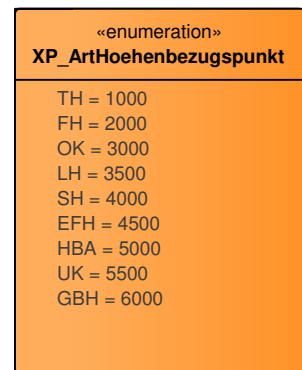 «enumeration»
XP_ArtHoehenbezugspunkt
TH = 1000
FH = 2000
OK = 3000
LH = 3500
SH = 4000
EFH = 4500
HBA = 5000
UK = 5500
GBH = 6000